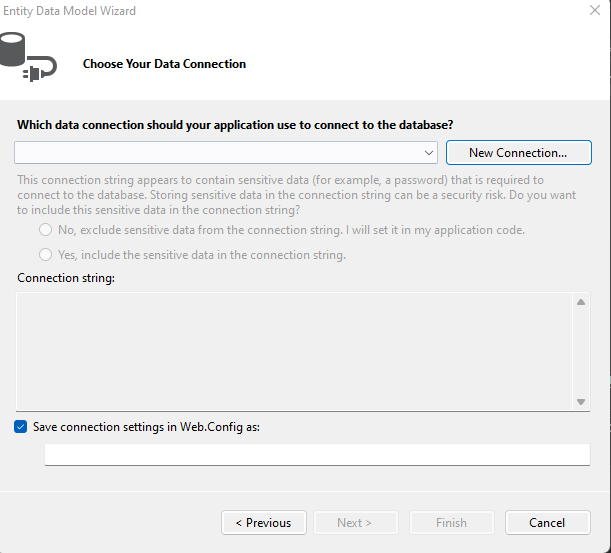 Entity Data Model Wizard
Choose Your Data Connection
Which data connection should your application use to connect to the database?
New Connection...
This connection string appears to contain sensitive data (for example, a password) that is required to
connect to the database. Storing sensitive data in the connection string can be a security risk. Do you want
to include this sensitive data in the connection string?
No, exclude sensitive data from the connection string. I will set it in my application code.
Yes, include the sensitive data in the connection string.
Connection string:
Save connection settings in Web.Config as:
< Previous
Next >
Finish
Cancel